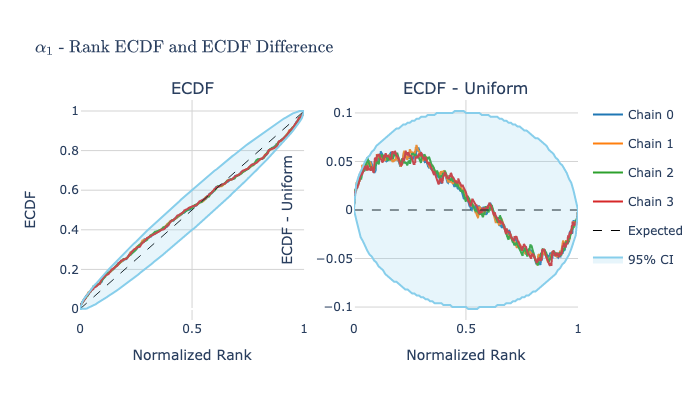 α₁ - Rank ECDF and ECDF Difference
ECDF
ECDF - Uniform
1
0.8
0.6
0.4
0.2
0
0
0.5
1
ECDF
Normalized Rank
0.1
0.05
0
−0.05
−0.1
0
0.5
1
ECDF - Uniform
Normalized Rank
Chain 0
Chain 1
Chain 2
Chain 3
Expected
95% CI